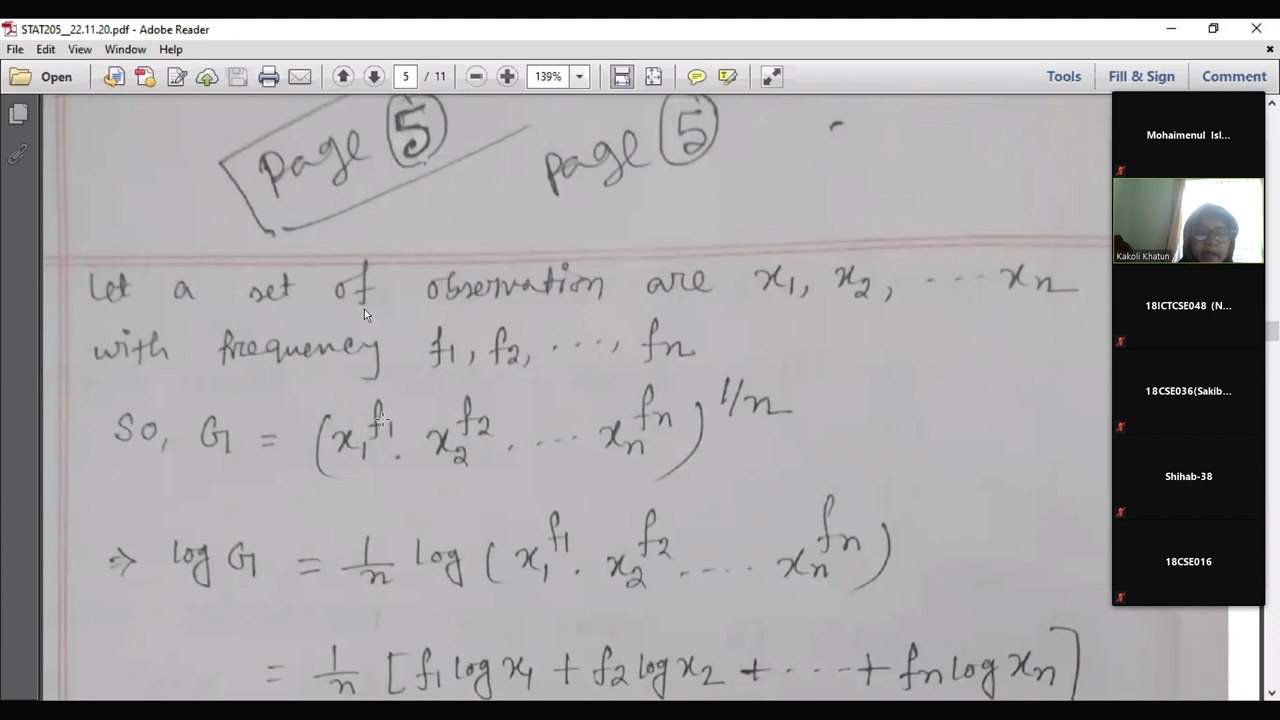 STAT205__22.11.20.pdf - Adobe Reader
File Edit View Window Help
Open 5 / 11 139% Tools Fill & Sign Comment
Page 5 page 5
Let a set of observation are x₁, x₂, ... xₙ
with frequency f₁, f₂, ..., fₙ
So, G = (x₁^f₁ . x₂^f₂ . ... xₙ^fₙ)^1/n
⇒ log G = 1/n log (x₁^f₁ . x₂^f₂ .... xₙ^fₙ)
= 1/n [f₁ log x₁ + f₂ log x₂ + ... + fₙ log xₙ]
Mohaimenul Isl...
Kakoli Khatun
18ICTCSE048 (N...
18CSE036(Sakib...
Shihab-38
18CSE016